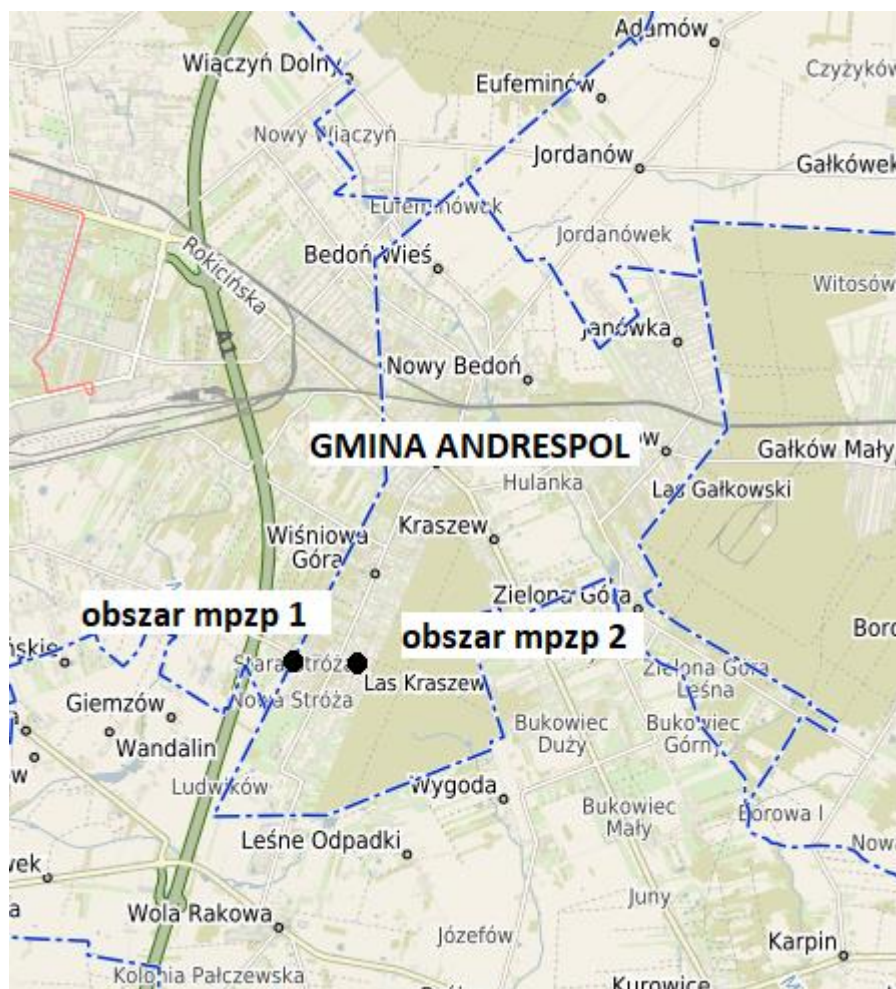 Adamów
Wiączyń Dolny
Eufeminów
Czyżyków
Nowy Wiączyń
Jordanów
Gałkówek
Eufeminówek
Jordanówek
Bedoń Wieś
Rokicińska
Witosów
A1
Janówka
Nowy Bedoń
GMINA ANDRESPOL
Gałków Mały
Hulanka
Las Gałkowski
Kraszew
Wiśniowa
Góra
Zielona Góra
obszar mpzp 1
obszar mpzp 2
Stara Stróża
Las Kraszew
Zielona Góra
Leśna
Nowa Stróża
Giemzów
Wandalin
Bukowiec
Duży
Bukowiec
Górny
Ludwików
Wygoda
Bukowiec
Mały
Borowa I
Leśne Odpadki
Juny
Wola Rakowa
Józefów
Karpin
Kolonia Pałczewska
Kurowice